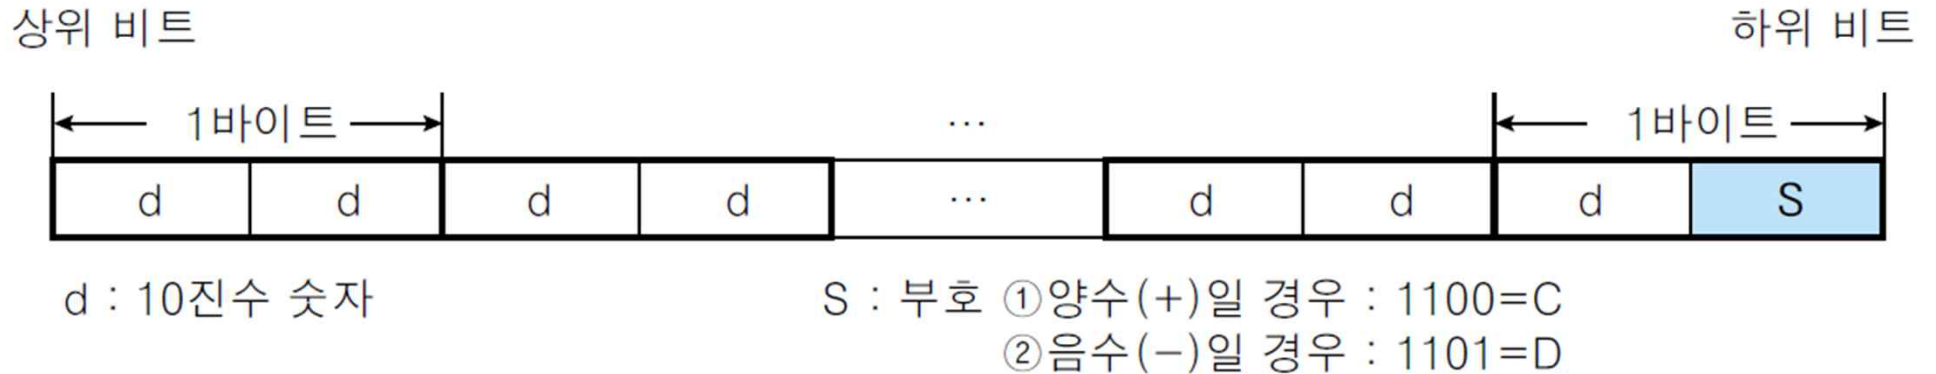 상위 비트 하위 비트
1바이트 … 1바이트
d d d d … d d d S
d : 10진수 숫자 S : 부호 ①양수(+)일 경우 : 1100=C
②음수(-)일 경우 : 1101=D